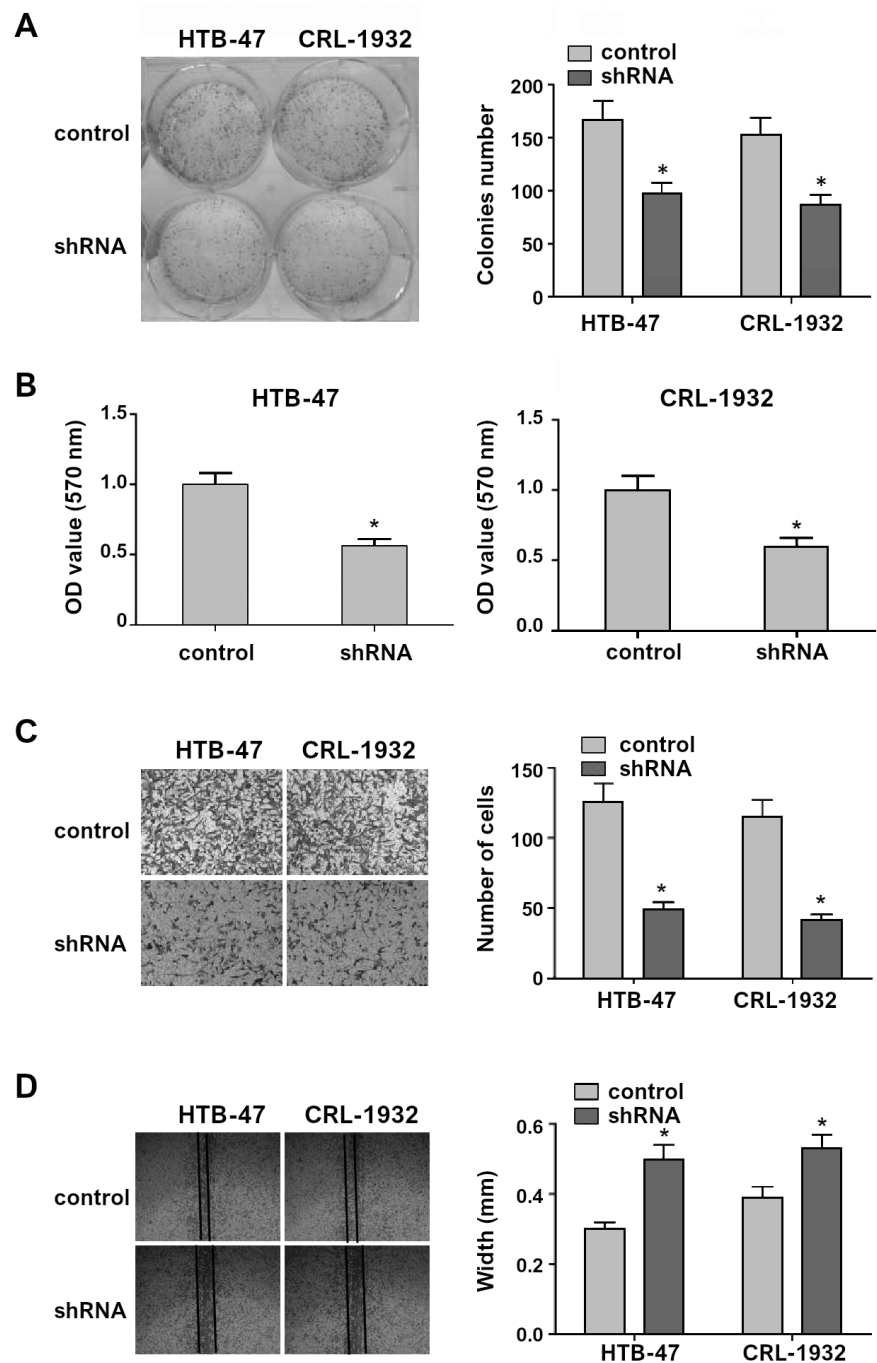 A
HTB-47 CRL-1932
control
shRNA
control
shRNA
Colonies number
200
150
100
50
0
*
*
HTB-47 CRL-1932
B
HTB-47
OD value (570 nm)
1.5
1.0
0.5
0
*
control shRNA
CRL-1932
OD value (570 nm)
1.5
1.0
0.5
0.0
*
control shRNA
C
HTB-47 CRL-1932
control
shRNA
control
shRNA
Number of cells
150
100
50
0
*
*
HTB-47 CRL-1932
D
HTB-47 CRL-1932
control
shRNA
control
shRNA
Width (mm)
0.6
0.4
0.2
0.0
*
*
HTB-47 CRL-1932